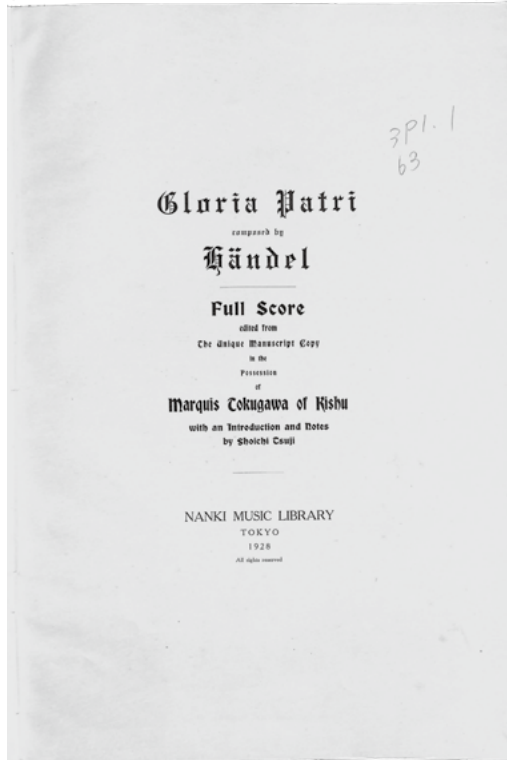 3P1.1
63
Gloria Patri
composed by
Händel
Full Score
edited from
The Unique Manuscript Copy
in the
Possession
of
Marquis Tokugawa of Kishu
with an Introduction and Notes
by Shoichi Tsuji
NANKI MUSIC LIBRARY
TOKYO
1928
All rights reserved